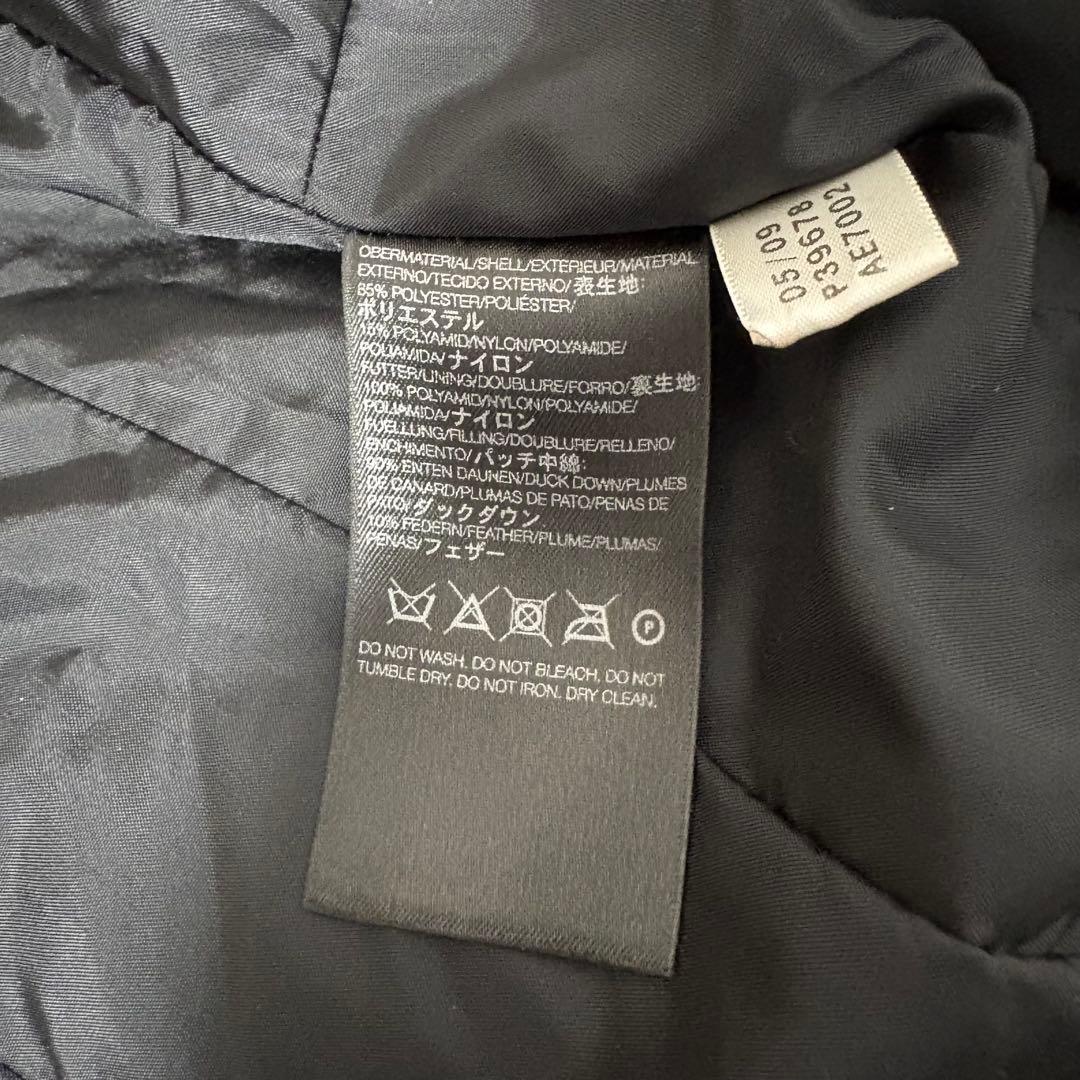 OBERMATERIAL/SHELL/EXTERIEUR/MATERIAL
EXTERNO/TECIDO EXTERNO/表生地:
85% POLYESTER/POLIÉSTER/
ポリエステル
15% POLYAMID/NYLON/POLYAMIDE/
POLIAMIDA/ナイロン
FUTTER/LINING/DOUBLURE/FORRO/裏生地:
100% POLYAMID/NYLON/POLYAMIDE/
POLIAMIDA/ナイロン
FUELLUNG/FILLING/DOUBLURE/RELLENO/
ENCHIMENTO/パッチ中綿:
90% ENTEN DAUNEN/DUCK DOWN/PLUMES
DE CANARD/PLUMAS DE PATO/PENAS DE
PATO/ダックダウン
10% FEDERN/FEATHER/PLUME/PLUMAS/
PENAS/フェザー
P
DO NOT WASH. DO NOT BLEACH. DO NOT
TUMBLE DRY. DO NOT IRON. DRY CLEAN.
05/09
P39678
AE7002